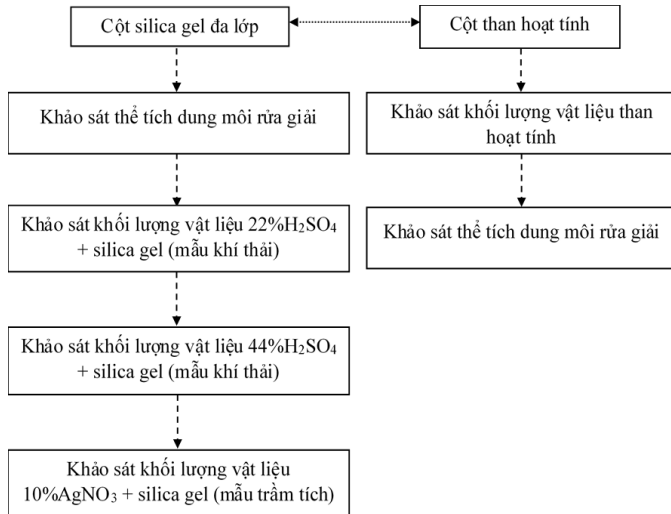 Cột silica gel đa lớp
Cột than hoạt tính
Khảo sát thể tích dung môi rửa giải
Khảo sát khối lượng vật liệu than
hoạt tính
Khảo sát khối lượng vật liệu 22%H₂SO₄
+ silica gel (mẫu khí thải)
Khảo sát thể tích dung môi rửa giải
Khảo sát khối lượng vật liệu 44%H₂SO₄
+ silica gel (mẫu khí thải)
Khảo sát khối lượng vật liệu
10%AgNO₃ + silica gel (mẫu trầm tích)